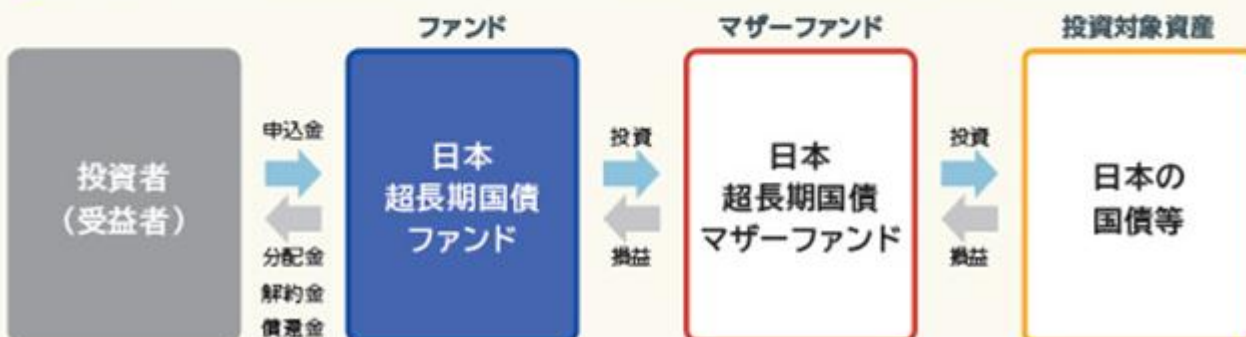 ファンド
マザーファンド
投資対象資産
投資者
（受益者）
申込金
分配金
解約金
償還金
日本
超長期国債
ファンド
投資
損益
日本
超長期国債
マザーファンド
投資
損益
日本の
国債等